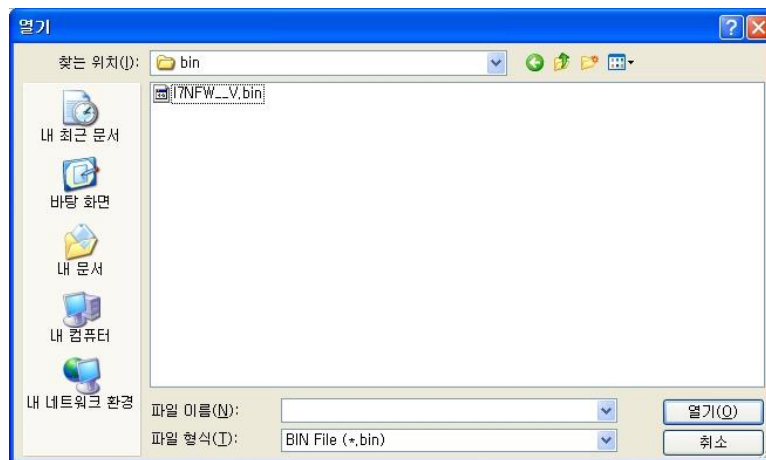 열기
찾는 위치(I):
bin
I7NFW__V.bin
내 최근 문서
바탕 화면
내 문서
내 컴퓨터
내 네트워크 환경
파일 이름(N):
열기(O)
파일 형식(T):
BIN File (*.bin)
취소